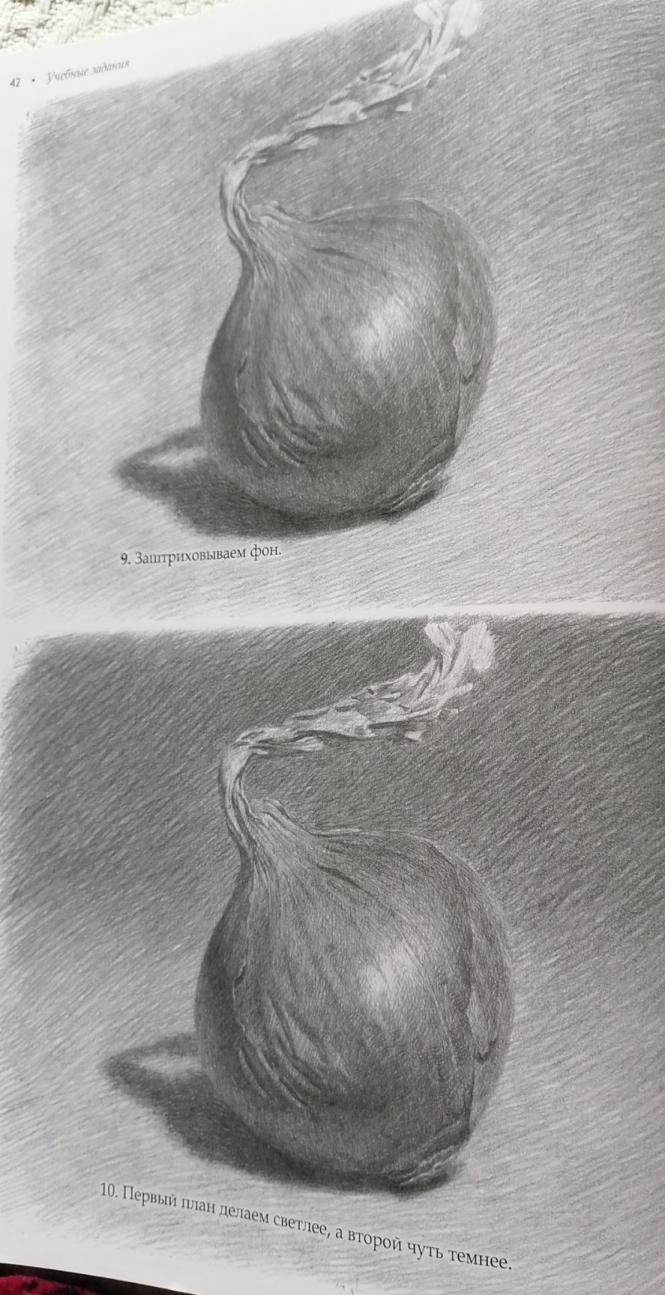 42 • Учебные задания
9. Заштриховываем фон.
10. Первый план делаем светлее, а второй чуть темнее.